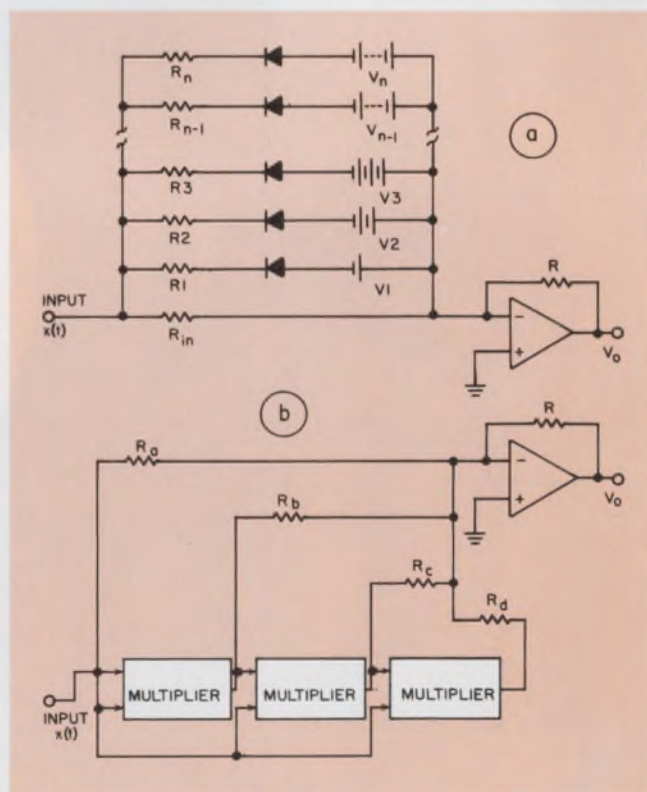 Rn
Vn
a
Rn-1
Vn-1
R3
V3
R2
V2
INPUT
x(t)
R1
V1
R
Rin
-
+
Vo
b
Ra
R
-
+
Vo
Rb
Rc
Rd
MULTIPLIER
MULTIPLIER
MULTIPLIER
INPUT
x(t)